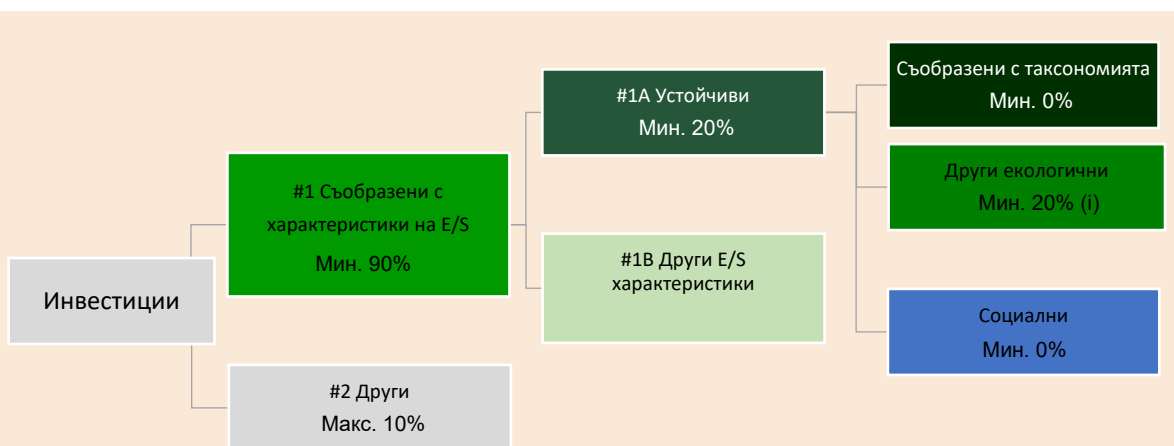 Инвестиции
#1 Съобразени с
характеристики на E/S
Мин. 90%
#2 Други
Макс. 10%
#1A Устойчиви
Мин. 20%
#1B Други E/S
характеристики
Съобразени с таксономията
Мин. 0%
Други екологични
Мин. 20% (i)
Социални
Мин. 0%